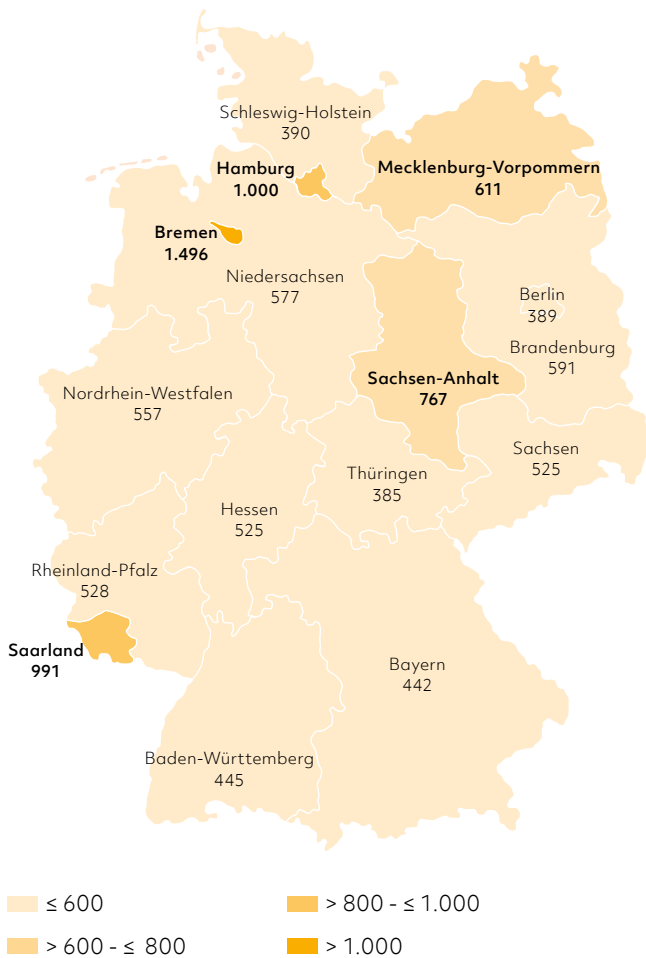 Schleswig-Holstein
390
Hamburg
1.000
Mecklenburg-Vorpommern
611
Bremen
1.496
Niedersachsen
577
Berlin
389
Brandenburg
591
Sachsen-Anhalt
767
Nordrhein-Westfalen
557
Sachsen
525
Thüringen
385
Hessen
525
Rheinland-Pfalz
528
Saarland
991
Bayern
442
Baden-Württemberg
445
≤ 600
> 800 - ≤ 1.000
> 600 - ≤ 800
> 1.000